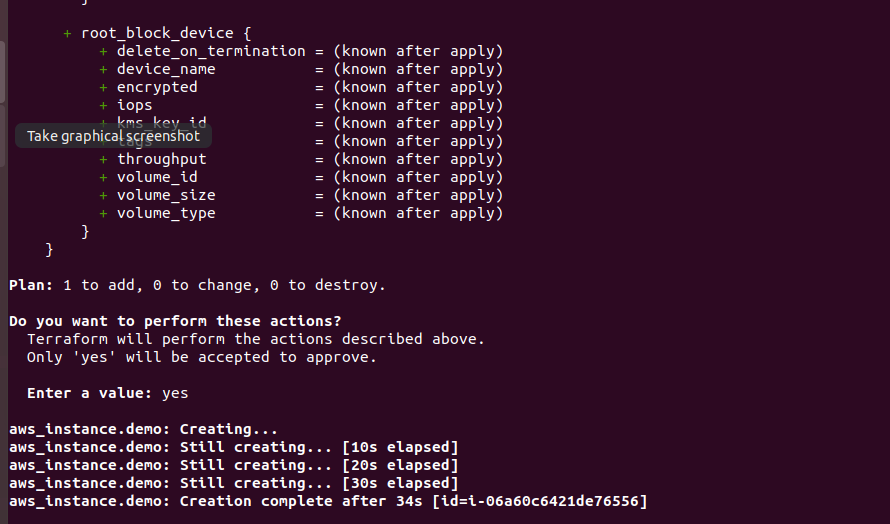 }
+ root_block_device {
+ delete_on_termination = (known after apply)
+ device_name = (known after apply)
+ encrypted = (known after apply)
+ iops = (known after apply)
+ kms_key_id = (known after apply)
Take graphical screenshot
+ tags = (known after apply)
+ throughput = (known after apply)
+ volume_id = (known after apply)
+ volume_size = (known after apply)
+ volume_type = (known after apply)
}
}
Plan: 1 to add, 0 to change, 0 to destroy.
Do you want to perform these actions?
Terraform will perform the actions described above.
Only 'yes' will be accepted to approve.
Enter a value: yes
aws_instance.demo: Creating...
aws_instance.demo: Still creating... [10s elapsed]
aws_instance.demo: Still creating... [20s elapsed]
aws_instance.demo: Still creating... [30s elapsed]
aws_instance.demo: Creation complete after 34s [id=i-06a60c6421de76556]